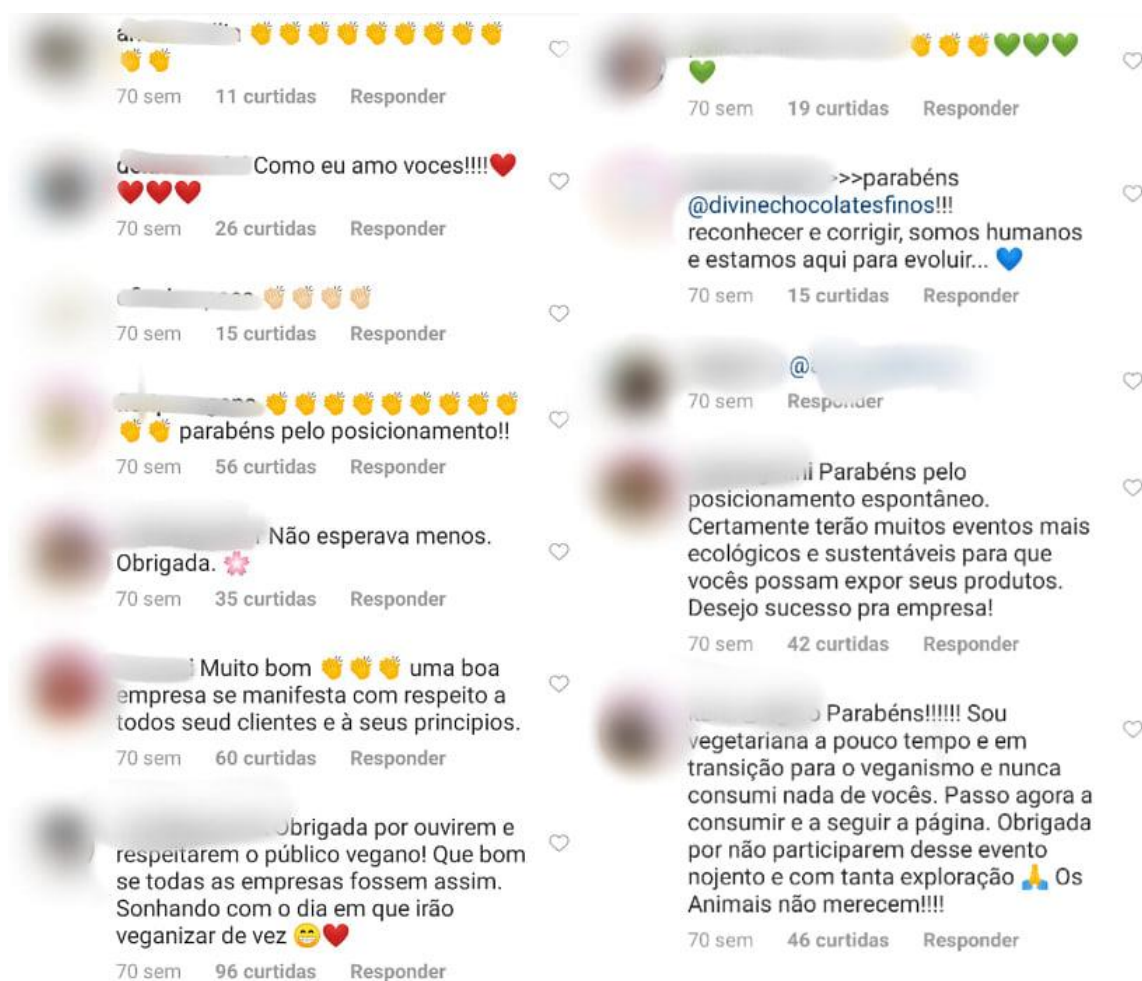 👏👏👏👏👏👏👏👏👏
👏👏
70 sem 11 curtidas Responder
Como eu amo voces!!!!❤️
❤️❤️❤️
70 sem 26 curtidas Responder
👏🏻👏🏻👏🏻👏🏻
70 sem 15 curtidas Responder
👏👏👏👏👏👏👏👏👏
👏👏 parabéns pelo posicionamento!!
70 sem 56 curtidas Responder
Não esperava menos.
Obrigada. 🌸
70 sem 35 curtidas Responder
Muito bom 👏👏👏 uma boa
empresa se manifesta com respeito a
todos seud clientes e à seus principios.
70 sem 60 curtidas Responder
Obrigada por ouvirem e
respeitarem o público vegano! Que bom
se todas as empresas fossem assim.
Sonhando com o dia em que irão
veganizar de vez 😁❤️
70 sem 96 curtidas Responder
👏👏👏💚💚💚
💚
70 sem 19 curtidas Responder
>>>parabéns
@divinechocolatesfinos!!!
reconhecer e corrigir, somos humanos
e estamos aqui para evoluir... 💙
70 sem 15 curtidas Responder
@
70 sem Responder
Parabéns pelo
posicionamento espontâneo.
Certamente terão muitos eventos mais
ecológicos e sustentáveis para que
vocês possam expor seus produtos.
Desejo sucesso pra empresa!
70 sem 42 curtidas Responder
Parabéns!!!!!! Sou
vegetariana a pouco tempo e em
transição para o veganismo e nunca
consumi nada de vocês. Passo agora a
consumir e a seguir a página. Obrigada
por não participarem desse evento
nojento e com tanta exploração 🙏 Os
Animais não merecem!!!!
70 sem 46 curtidas Responder